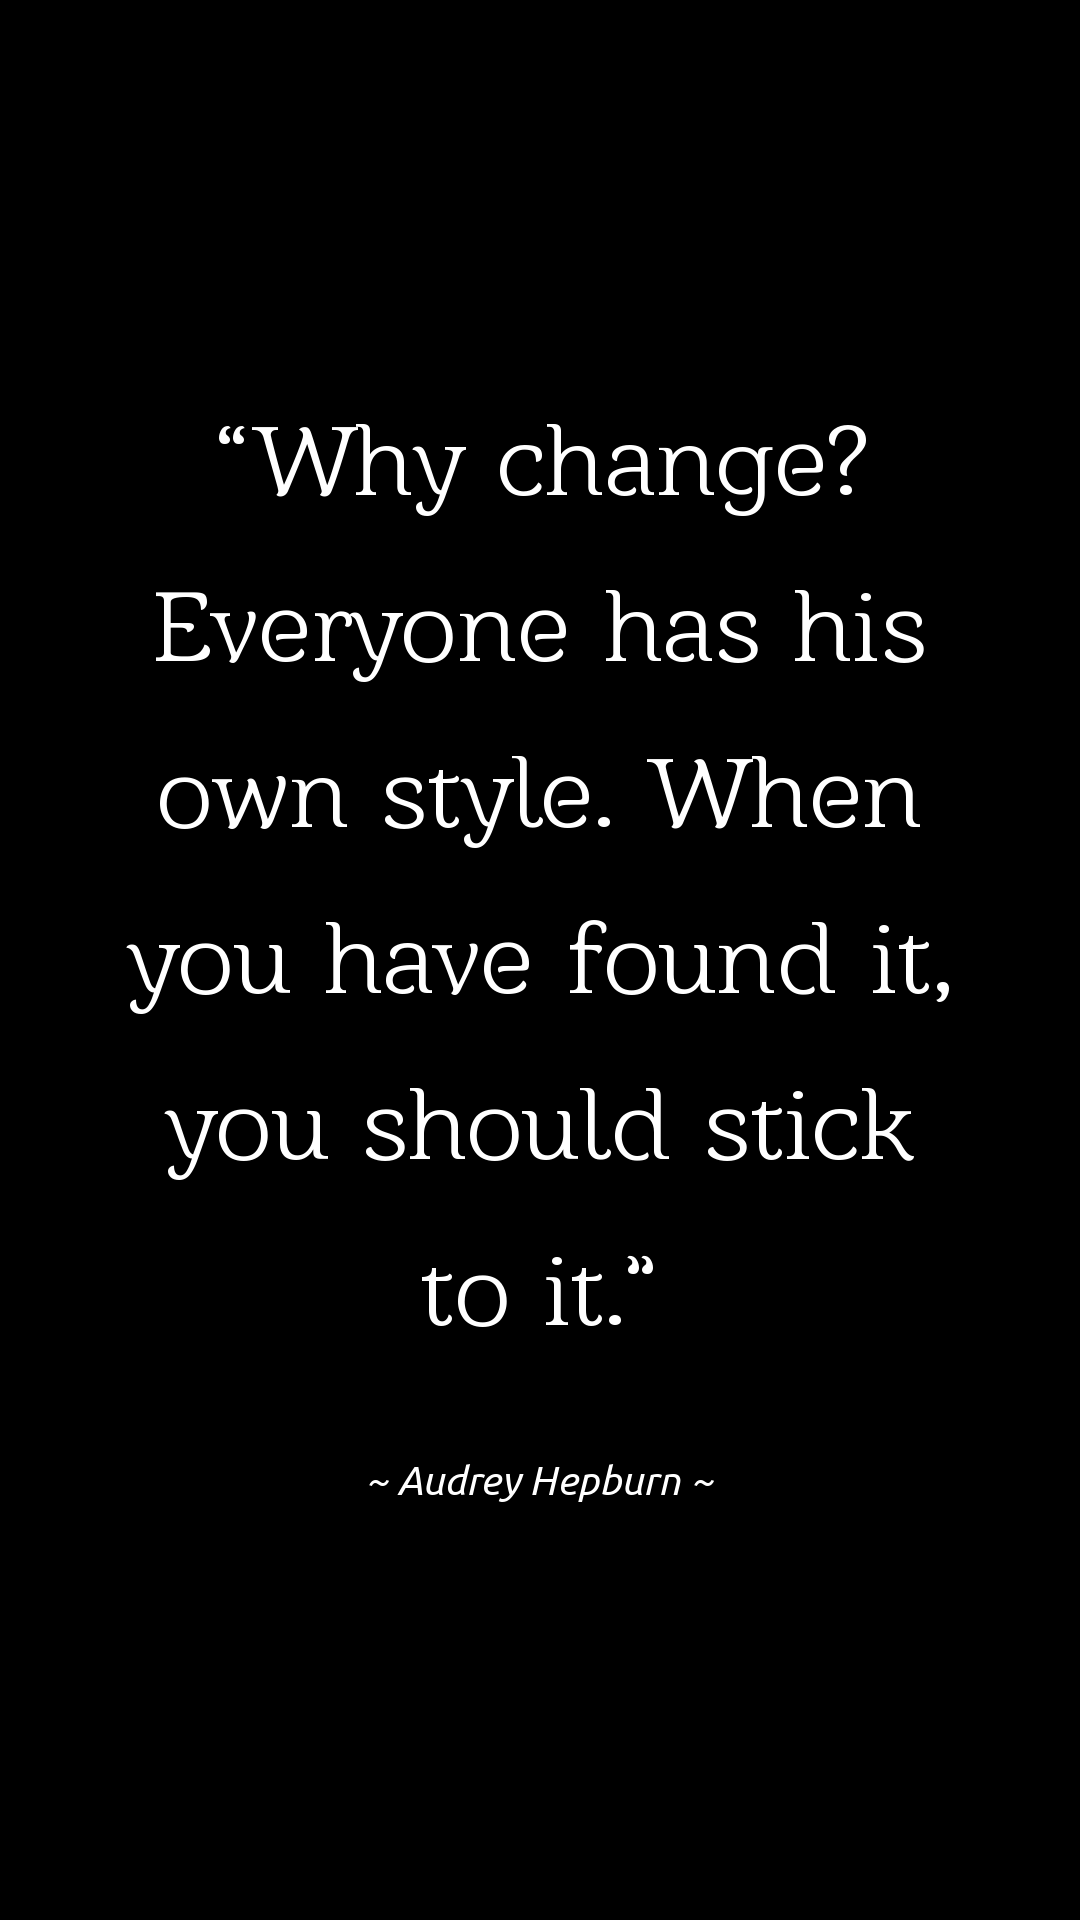 “Why change?
Everyone has his
own style. When
you have found it,
you should stick
to it.”
~ Audrey Hepburn ~